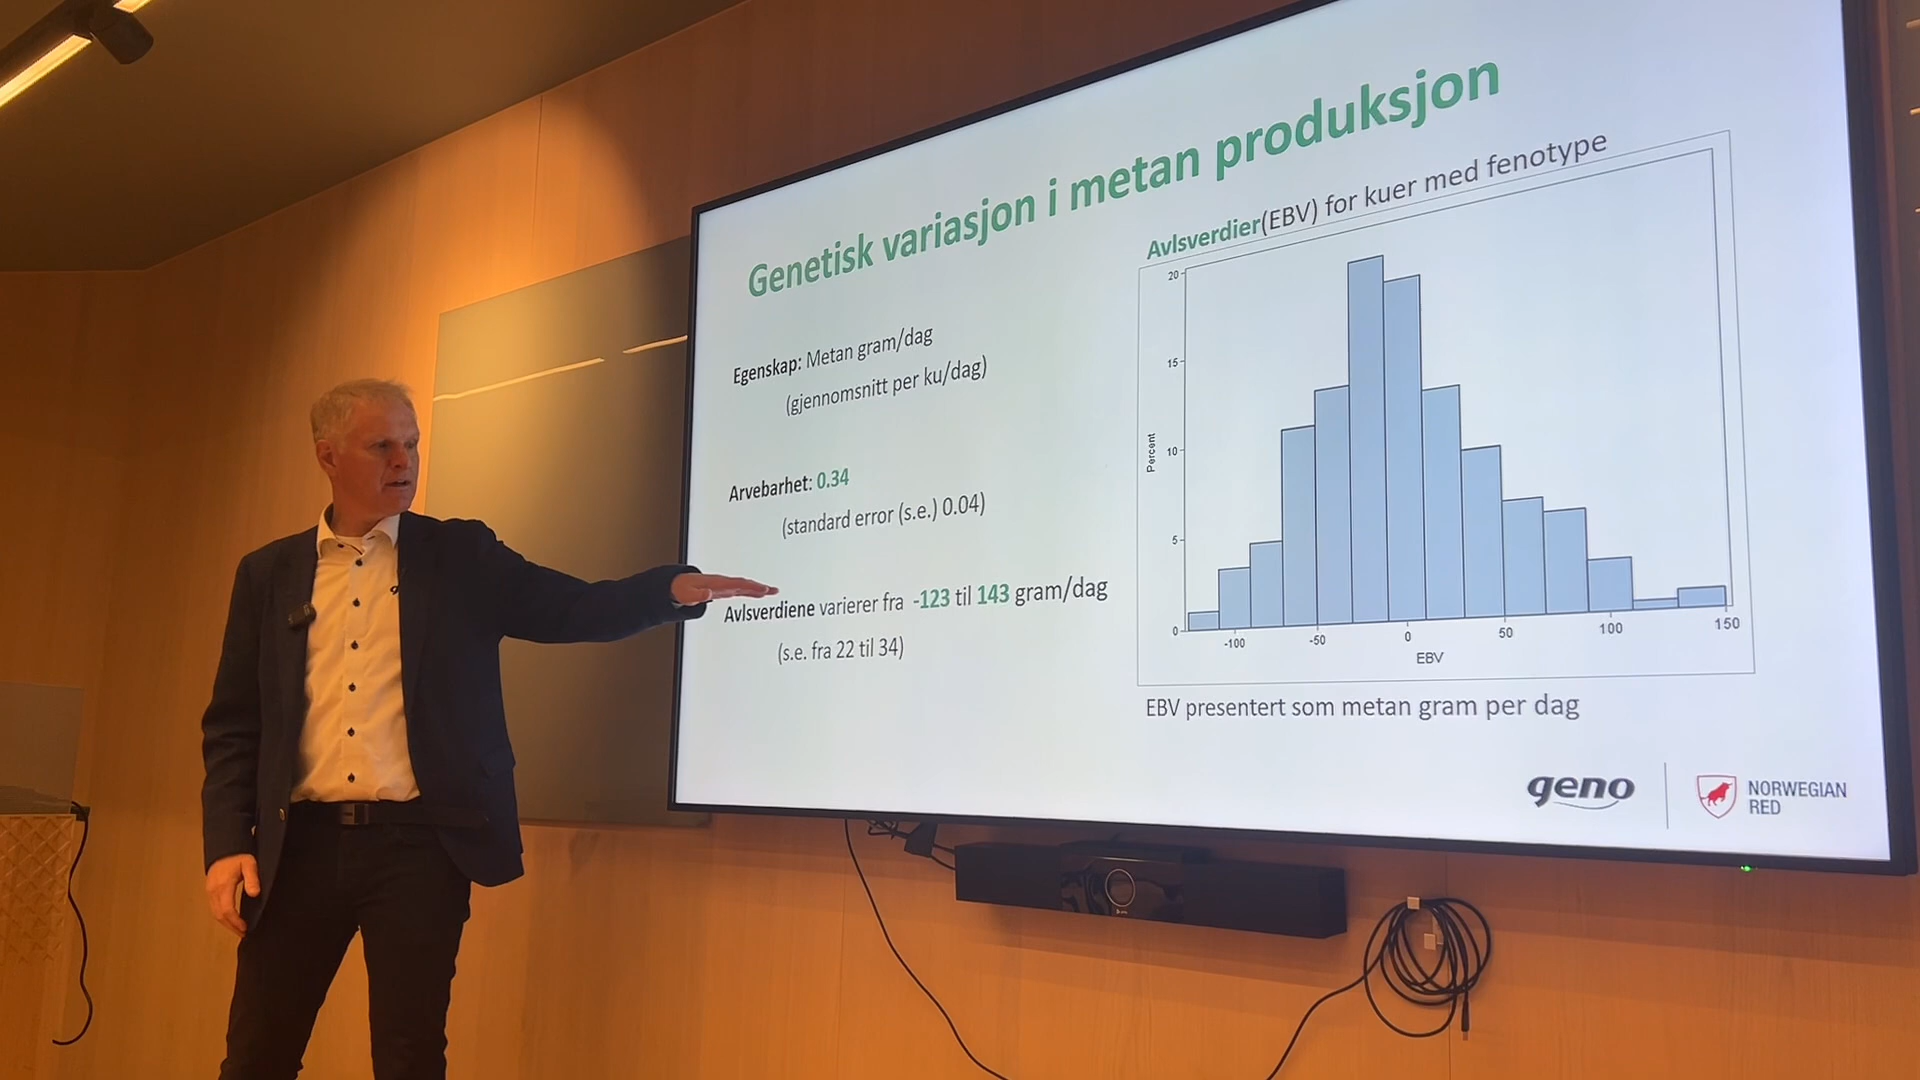 Genetisk variasjon i metan produksjon
Egenskap: Metan gram/dag
(gjennomsnitt per ku/dag)
Arvebarhet: 0.34
(standard error (s.e.) 0.04)
Avlsverdiene varierer fra -123 til 143 gram/dag
(s.e. fra 22 til 34)
Avlsverdier(EBV) for kuer med fenotype
20
15
10
5
0
Percent
-100 -50 0 50 100 150
EBV
EBV presentert som metan gram per dag
geno
NORWEGIAN
RED